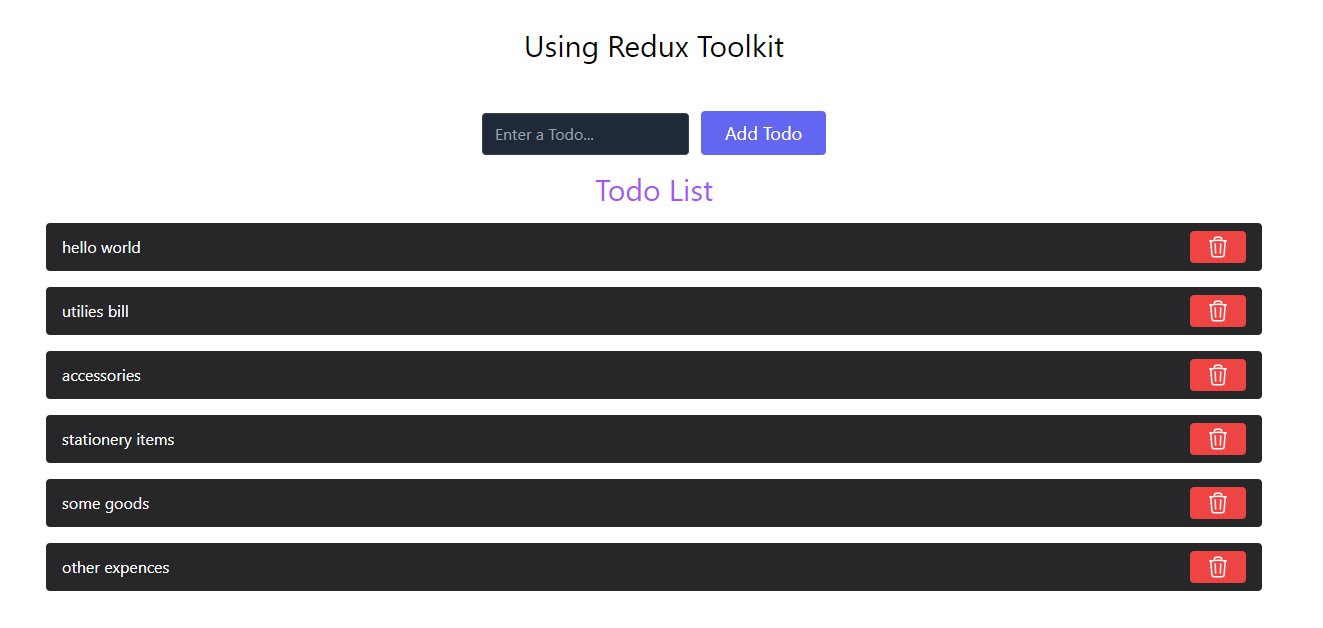 Using Redux Toolkit
Enter a Todo... Add Todo
Todo List
hello world
utilies bill
accessories
stationery items
some goods
other expences